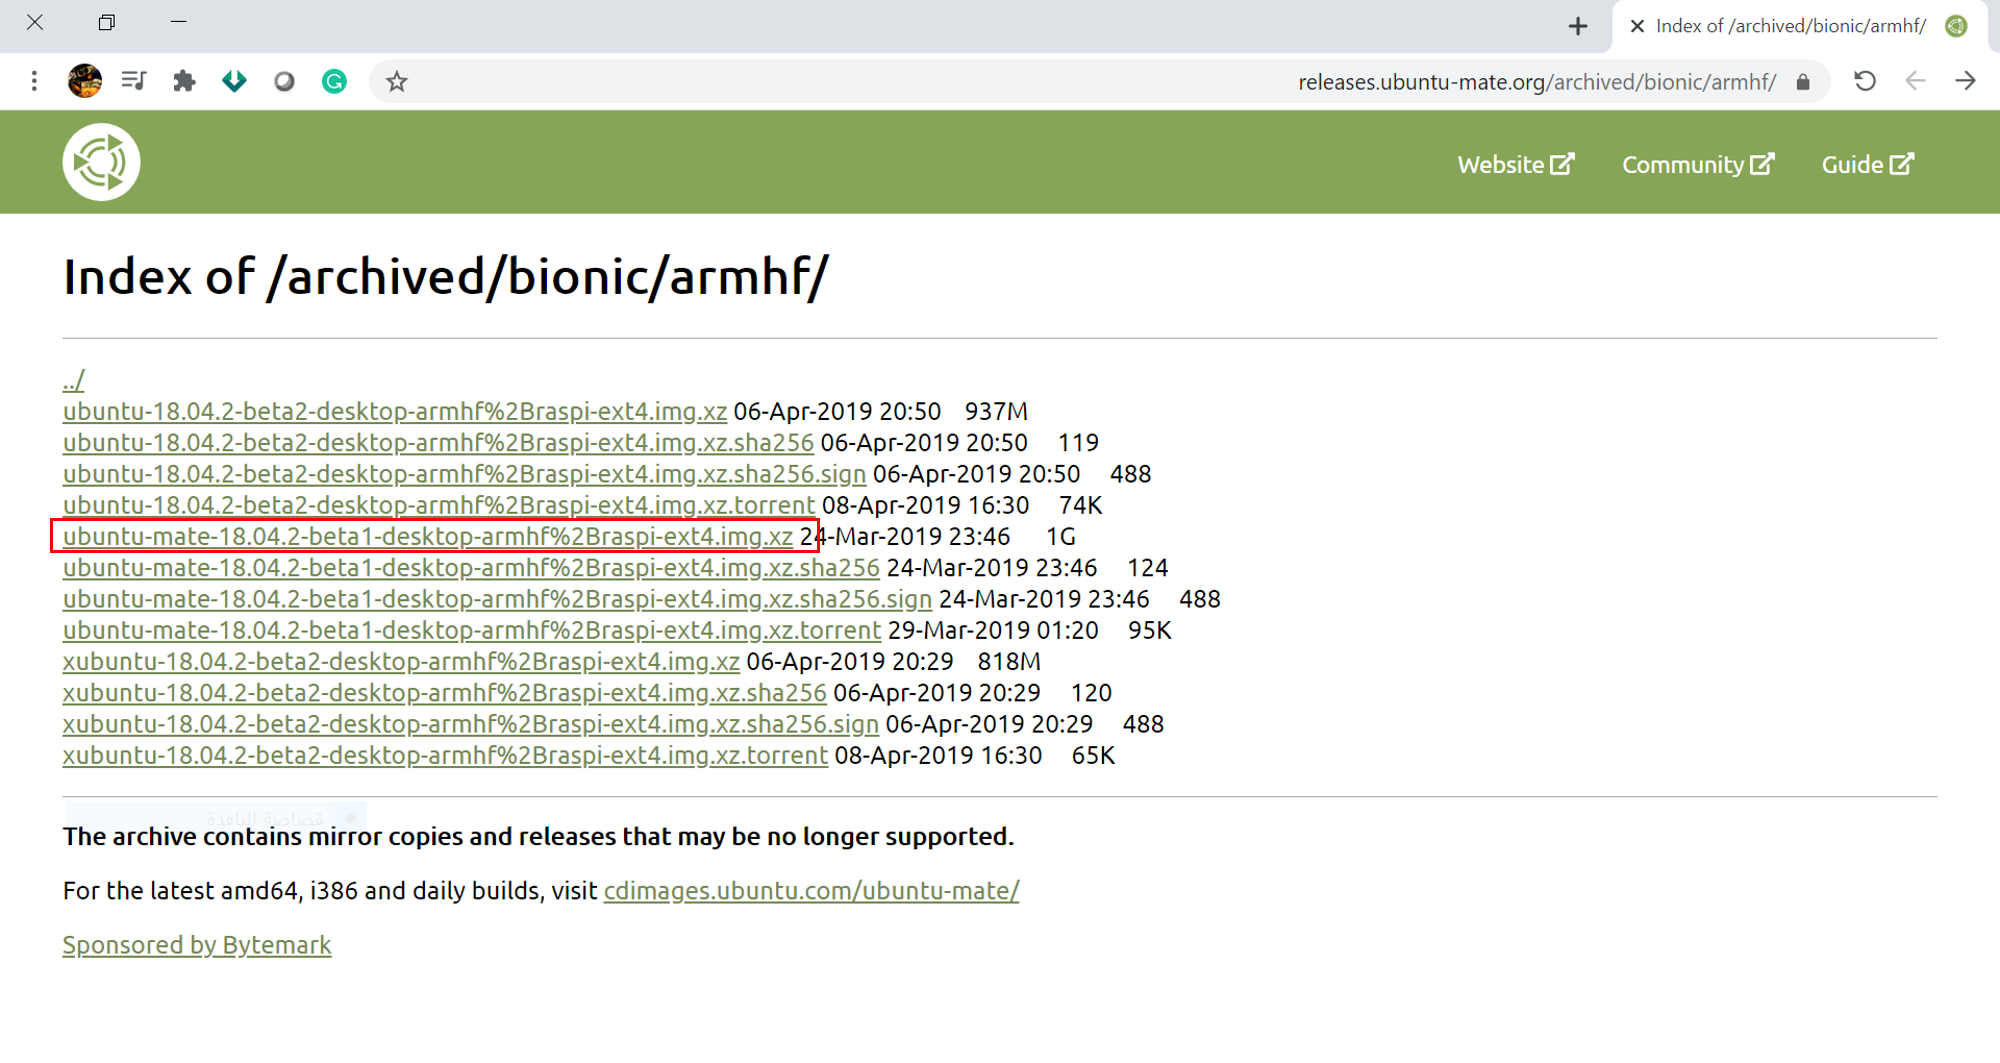 Index of /archived/bionic/armhf/
releases.ubuntu-mate.org/archived/bionic/armhf/
Website
Community
Guide
Index of /archived/bionic/armhf/
../
ubuntu-18.04.2-beta2-desktop-armhf%2Braspi-ext4.img.xz 06-Apr-2019 20:50 937M
ubuntu-18.04.2-beta2-desktop-armhf%2Braspi-ext4.img.xz.sha256 06-Apr-2019 20:50 119
ubuntu-18.04.2-beta2-desktop-armhf%2Braspi-ext4.img.xz.sha256.sign 06-Apr-2019 20:50 488
ubuntu-18.04.2-beta2-desktop-armhf%2Braspi-ext4.img.xz.torrent 08-Apr-2019 16:30 74K
ubuntu-mate-18.04.2-beta1-desktop-armhf%2Braspi-ext4.img.xz 24-Mar-2019 23:46 1G
ubuntu-mate-18.04.2-beta1-desktop-armhf%2Braspi-ext4.img.xz.sha256 24-Mar-2019 23:46 124
ubuntu-mate-18.04.2-beta1-desktop-armhf%2Braspi-ext4.img.xz.sha256.sign 24-Mar-2019 23:46 488
ubuntu-mate-18.04.2-beta1-desktop-armhf%2Braspi-ext4.img.xz.torrent 29-Mar-2019 01:20 95K
xubuntu-18.04.2-beta2-desktop-armhf%2Braspi-ext4.img.xz 06-Apr-2019 20:29 818M
xubuntu-18.04.2-beta2-desktop-armhf%2Braspi-ext4.img.xz.sha256 06-Apr-2019 20:29 120
xubuntu-18.04.2-beta2-desktop-armhf%2Braspi-ext4.img.xz.sha256.sign 06-Apr-2019 20:29 488
xubuntu-18.04.2-beta2-desktop-armhf%2Braspi-ext4.img.xz.torrent 08-Apr-2019 16:30 65K
قصاصة النافذة
The archive contains mirror copies and releases that may be no longer supported.
For the latest amd64, i386 and daily builds, visit cdimages.ubuntu.com/ubuntu-mate/
Sponsored by Bytemark